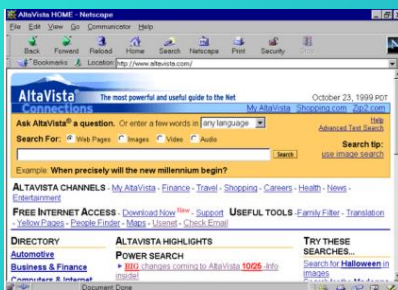 AltaVista HOME - Netscape
File Edit View Go Communicator Help
Back Forward Reload Home Search Netscape Print Security Stop
Bookmarks Location: http://www.altavista.com/
AltaVista® The most powerful and useful guide to the Net October 23, 1999 PDT
Connections My AltaVista Shopping.com Zip2.com
Ask AltaVista® a question. Or enter a few words in any language Help
Advanced Text Search
Search For: Web Pages Images Video Audio
Search Search tip:
use image search
Example: When precisely will the new millennium begin?
ALTAVISTA CHANNELS - My AltaVista - Finance - Travel - Shopping - Careers - Health - News -
Entertainment
FREE INTERNET ACCESS - Download Now New - Support USEFUL TOOLS - Family Filter - Translation
- Yellow Pages - People Finder - Maps - Usenet - Check Email
DIRECTORY ALTAVISTA HIGHLIGHTS TRY THESE
SEARCHES...
Automotive POWER SEARCH
Business & Finance BIG changes coming to AltaVista 10/25 -Info
inside! Search for Halloween in
images
Computers & Internet
Document Done